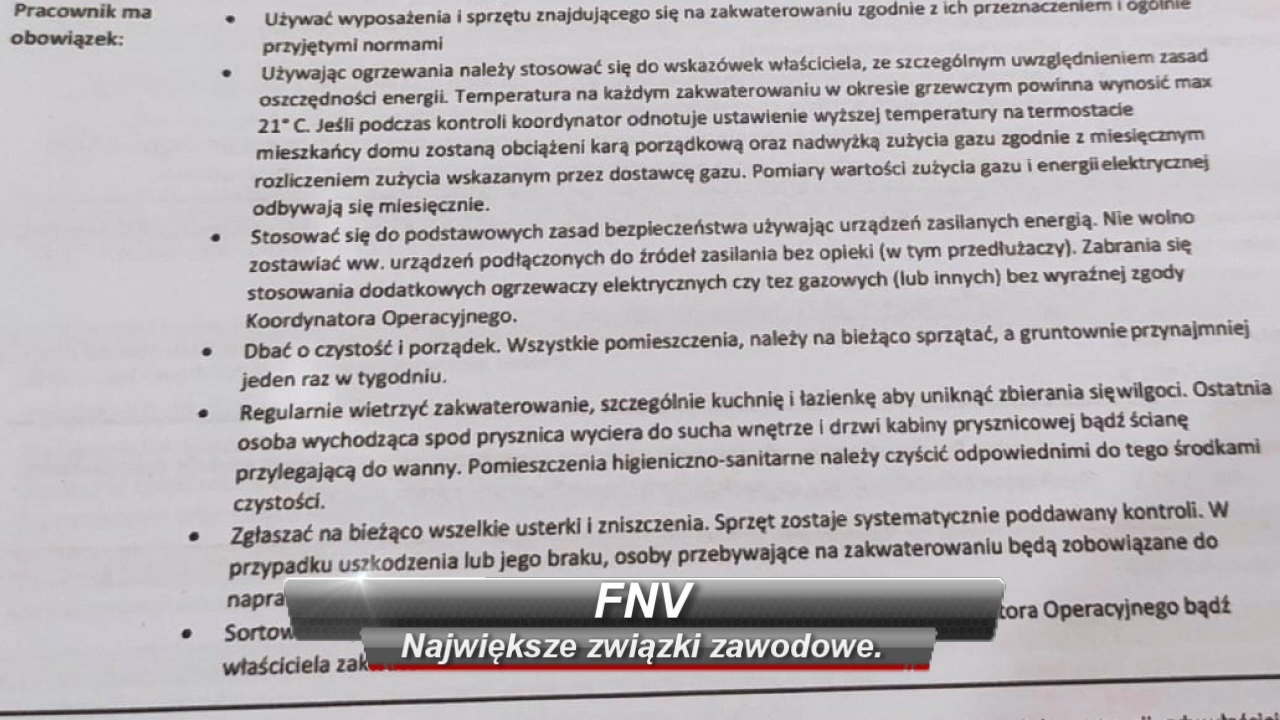 Pracownik ma
obowiązek:
• Używać wyposażenia i sprzętu znajdującego się na zakwaterowaniu zgodnie z ich przeznaczeniem i ogólnie
przyjętymi normami
• Używając ogrzewania należy stosować się do wskazówek właściciela, ze szczególnym uwzględnieniem zasad
oszczędności energii. Temperatura na każdym zakwaterowaniu w okresie grzewczym powinna wynosić max
21° C. Jeśli podczas kontroli koordynator odnotuje ustawienie wyższej temperatury na termostacie
mieszkańcy domu zostaną obciążeni karą porządkową oraz nadwyżką zużycia gazu zgodnie z miesięcznym
rozliczeniem zużycia wskazanym przez dostawcę gazu. Pomiary wartości zużycia gazu i energii elektrycznej
odbywają się miesięcznie.
• Stosować się do podstawowych zasad bezpieczeństwa używając urządzeń zasilanych energią. Nie wolno
zostawiać ww. urządzeń podłączonych do źródeł zasilania bez opieki (w tym przedłużaczy). Zabrania się
stosowania dodatkowych ogrzewaczy elektrycznych czy tez gazowych (lub innych) bez wyraźnej zgody
Koordynatora Operacyjnego.
• Dbać o czystość i porządek. Wszystkie pomieszczenia, należy na bieżąco sprzątać, a gruntownie przynajmniej
jeden raz w tygodniu.
• Regularnie wietrzyć zakwaterowanie, szczególnie kuchnię i łazienkę aby uniknąć zbierania się wilgoci. Ostatnia
osoba wychodząca spod prysznica wyciera do sucha wnętrze i drzwi kabiny prysznicowej bądź ścianę
przylegającą do wanny. Pomieszczenia higieniczno-sanitarne należy czyścić odpowiednimi do tego środkami
czystości.
• Zgłaszać na bieżąco wszelkie usterki i zniszczenia. Sprzęt zostaje systematycznie poddawany kontroli. W
przypadku uszkodzenia lub jego braku, osoby przebywające na zakwaterowaniu będą zobowiązane do
napra
FNV
• Sortow tora Operacyjnego bądź
Największe związki zawodowe.
właściciela zak